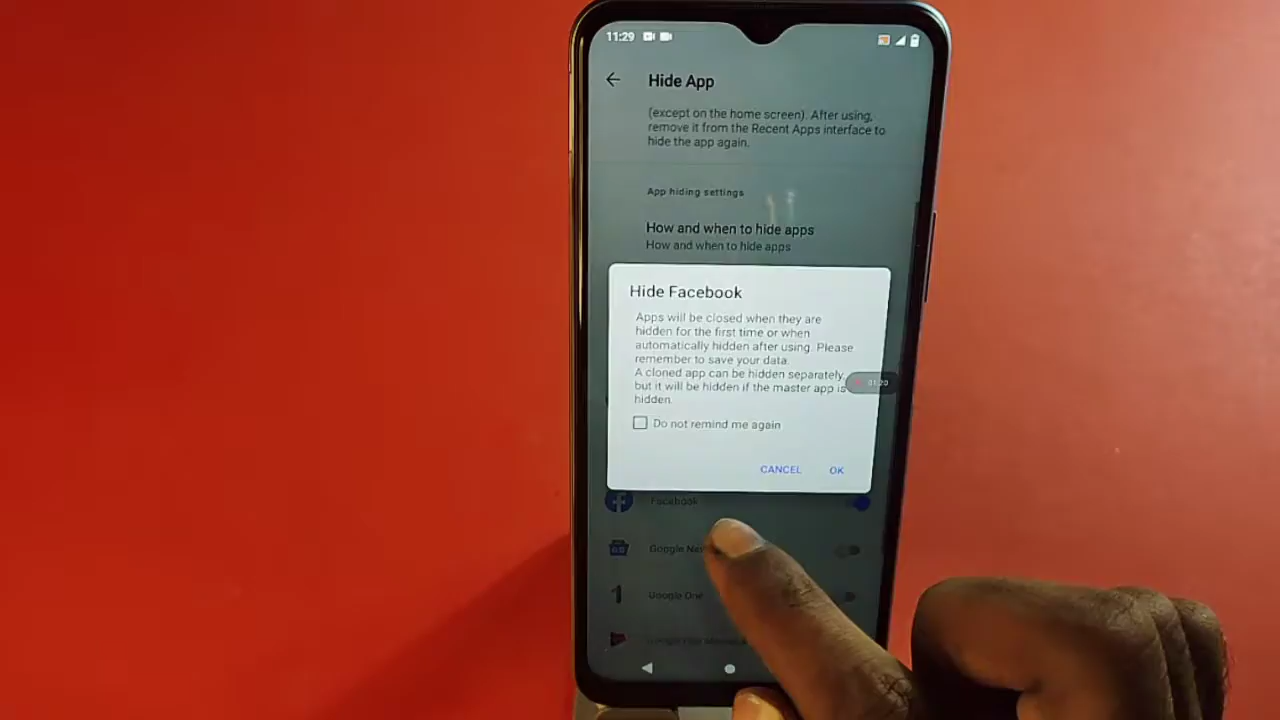 11:29
Hide App
(except on the home screen). After using,
remove it from the Recent Apps interface to
hide the app again.
App hiding settings
How and when to hide apps
How and when to hide apps
Hide Facebook
Apps will be closed when they are
hidden for the first time or when
automatically hidden after using. Please
remember to save your data.
A cloned app can be hidden separately,
but it will be hidden if the master app is
hidden.
01:20
Do not remind me again
CANCEL OK
Facebook
Google
Google One